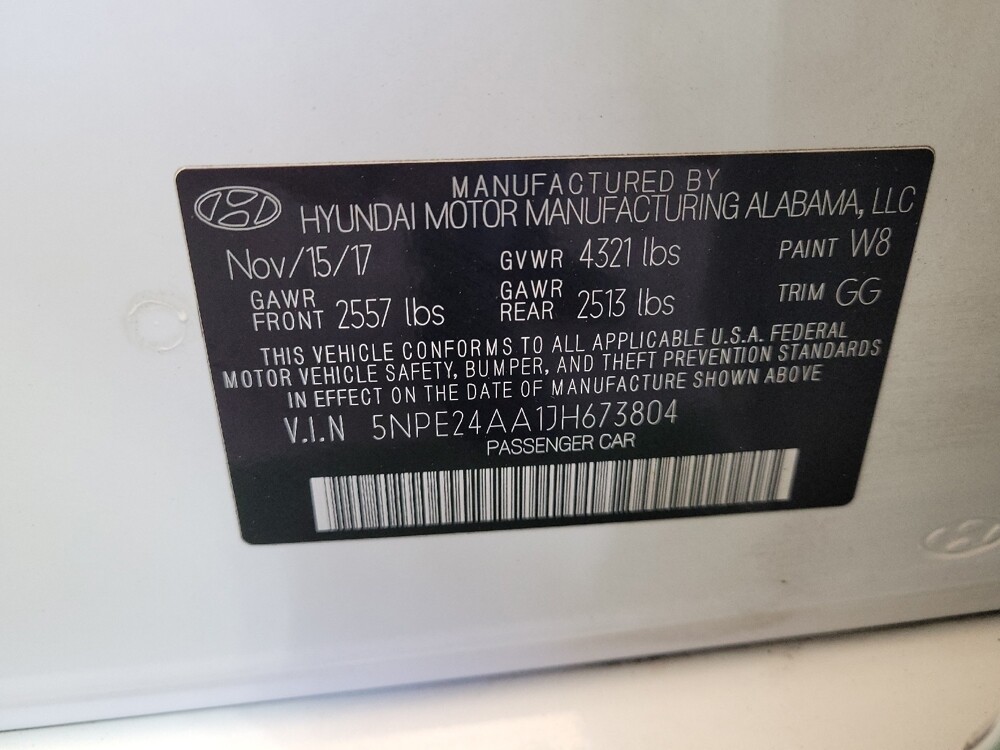 MANUFACTURED BY
HYUNDAI MOTOR MANUFACTURING ALABAMA, LLC
Nov/15/17 GVWR 4321 lbs PAINT W8
GAWR FRONT 2557 lbs GAWR REAR 2513 lbs TRIM GG
THIS VEHICLE CONFORMS TO ALL APPLICABLE U.S.A. FEDERAL
MOTOR VEHICLE SAFETY, BUMPER, AND THEFT PREVENTION STANDARDS
IN EFFECT ON THE DATE OF MANUFACTURE SHOWN ABOVE
V.I.N 5NPE24AA1JH673804
PASSENGER CAR